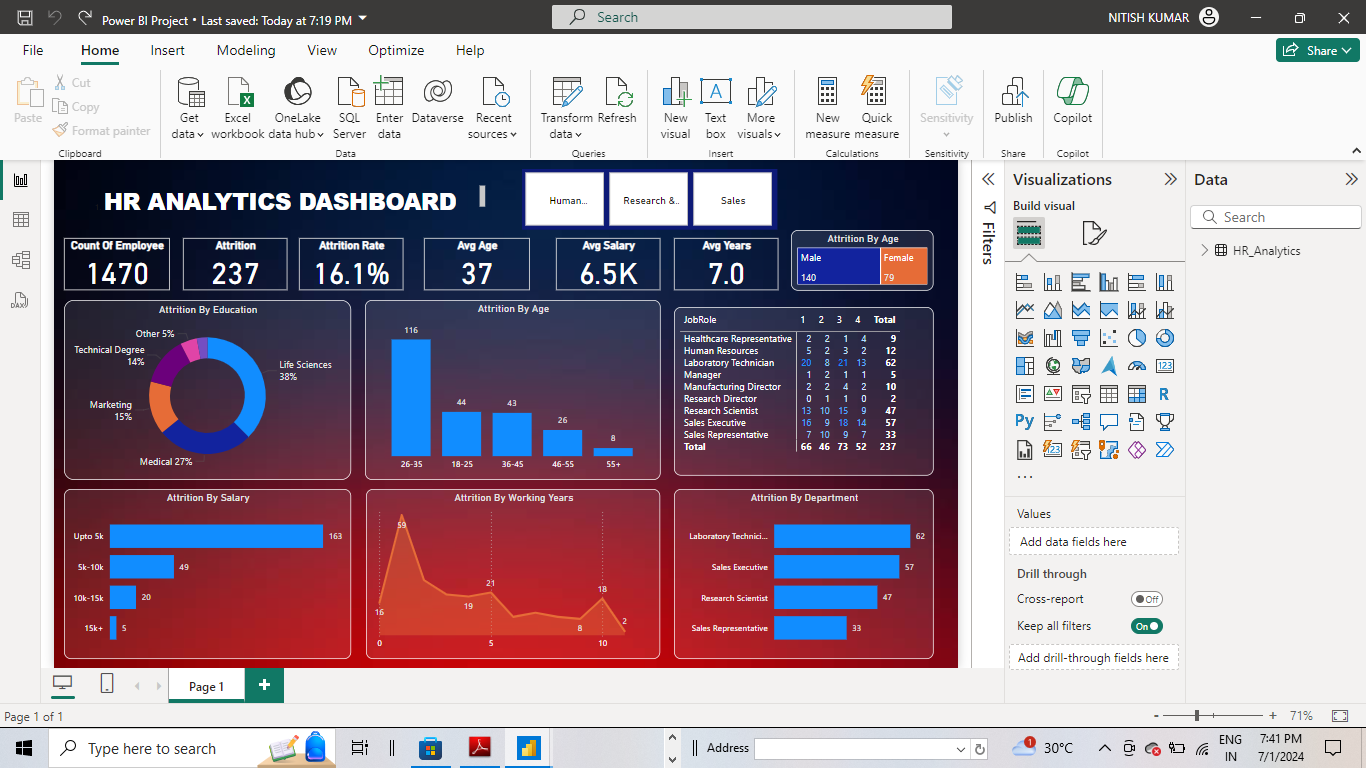 Power BI Project • Last saved: Today at 7:19 PM
Search
NITISH KUMAR
File Home Insert Modeling View Optimize Help
Share
Paste
Cut
Copy
Format painter
Clipboard
Get data
Excel workbook
OneLake data hub
SQL Server
Enter data
Dataverse
Recent sources
Data
Transform data
Refresh
Queries
New visual
Text box
More visuals
Insert
New measure
Quick measure
Calculations
Sensitivity
Sensitivity
Publish
Share
Copilot
Copilot
HR ANALYTICS DASHBOARD
Human...
Research &..
Sales
Count Of Employee
1470
Attrition
237
Attrition Rate
16.1%
Avg Age
37
Avg Salary
6.5K
Avg Years
7.0
Attrition By Age
Male
140
Female
79
Attrition By Education
Other 5%
Technical Degree
14%
Life Sciences
38%
Marketing
15%
Medical 27%
Attrition By Age
116
44
43
26
8
26-35 18-25 36-45 46-55 55+
JobRole 1 2 3 4 Total
Healthcare Representative 2 2 1 4 9
Human Resources 5 2 3 2 12
Laboratory Technician 20 8 21 13 62
Manager 1 2 1 1 5
Manufacturing Director 2 2 4 2 10
Research Director 0 1 1 0 2
Research Scientist 13 10 15 9 47
Sales Executive 16 9 18 14 57
Sales Representative 7 10 9 7 33
Total 66 46 73 52 237
Attrition By Salary
Upto 5k 163
5k-10k 49
10k-15k 20
15k+ 5
Attrition By Working Years
59
16
19
21
8
18
2
0 5 10
Attrition By Department
Laboratory Technici... 62
Sales Executive 57
Research Scientist 47
Sales Representative 33
Filters
Visualizations
Build visual
123
R
Py
...
Values
Add data fields here
Drill through
Cross-report Off
Keep all filters On
Add drill-through fields here
Data
Search
HR_Analytics
DAX
Page 1
+
Page 1 of 1
- + 71%
Type here to search
Address
1
30°C
ENG
IN
7:41 PM
7/1/2024